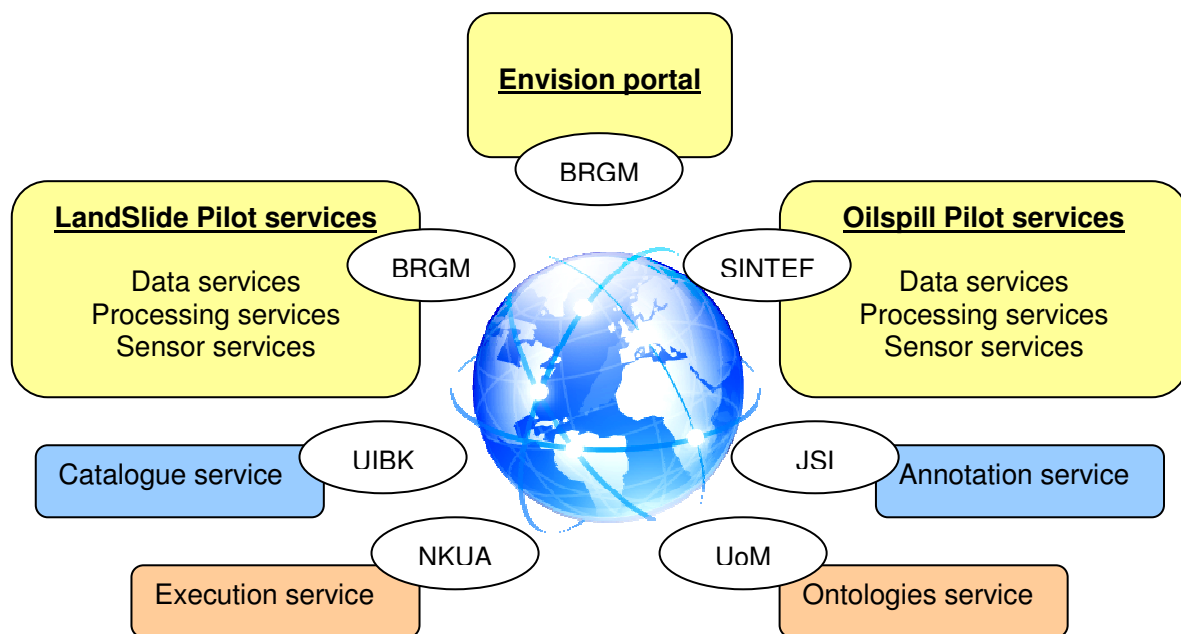 Envision portal
BRGM
LandSlide Pilot services
Data services
Processing services
Sensor services
BRGM
SINTEF
Oilspill Pilot services
Data services
Processing services
Sensor services
Catalogue service
UIBK
JSI
Annotation service
Execution service
NKUA
UoM
Ontologies service